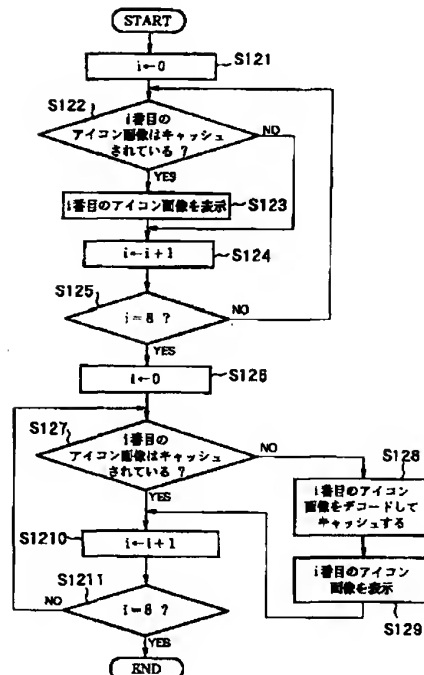 START
i←0
S121
S122
i番目の
アイコン画像はキャッシュ
されている ?
NO
YES
i番目のアイコン画像を表示
S123
i←i+1
S124
S125
i=8 ?
NO
YES
i←0
S126
S127
i番目の
アイコン画像はキャッシュ
されている ?
NO
YES
S128
i番目のアイコン
画像をデコードして
キャッシュする
S1210
i←i+1
i番目のアイコン
画像を表示
S129
S1211
i=8 ?
NO
YES
END